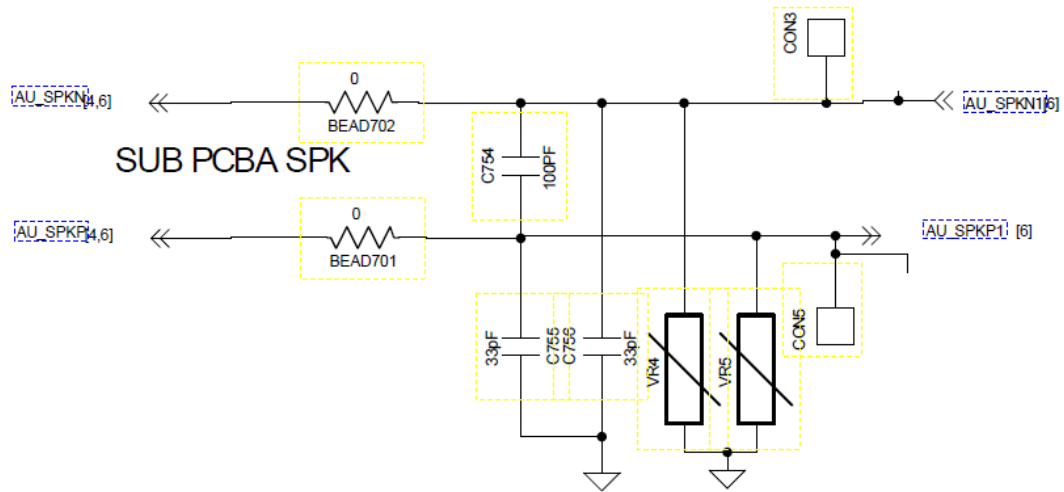 CON3
0
AU_SPKN[4,6]
AU_SPKN1[6]
BEAD702
SUB PCBA SPK
C754
100PF
0
AU_SPKP[4,6]
AU_SPKP1 [6]
BEAD701
33pF
C755
C756
33pF
VR4
VR5
CON5